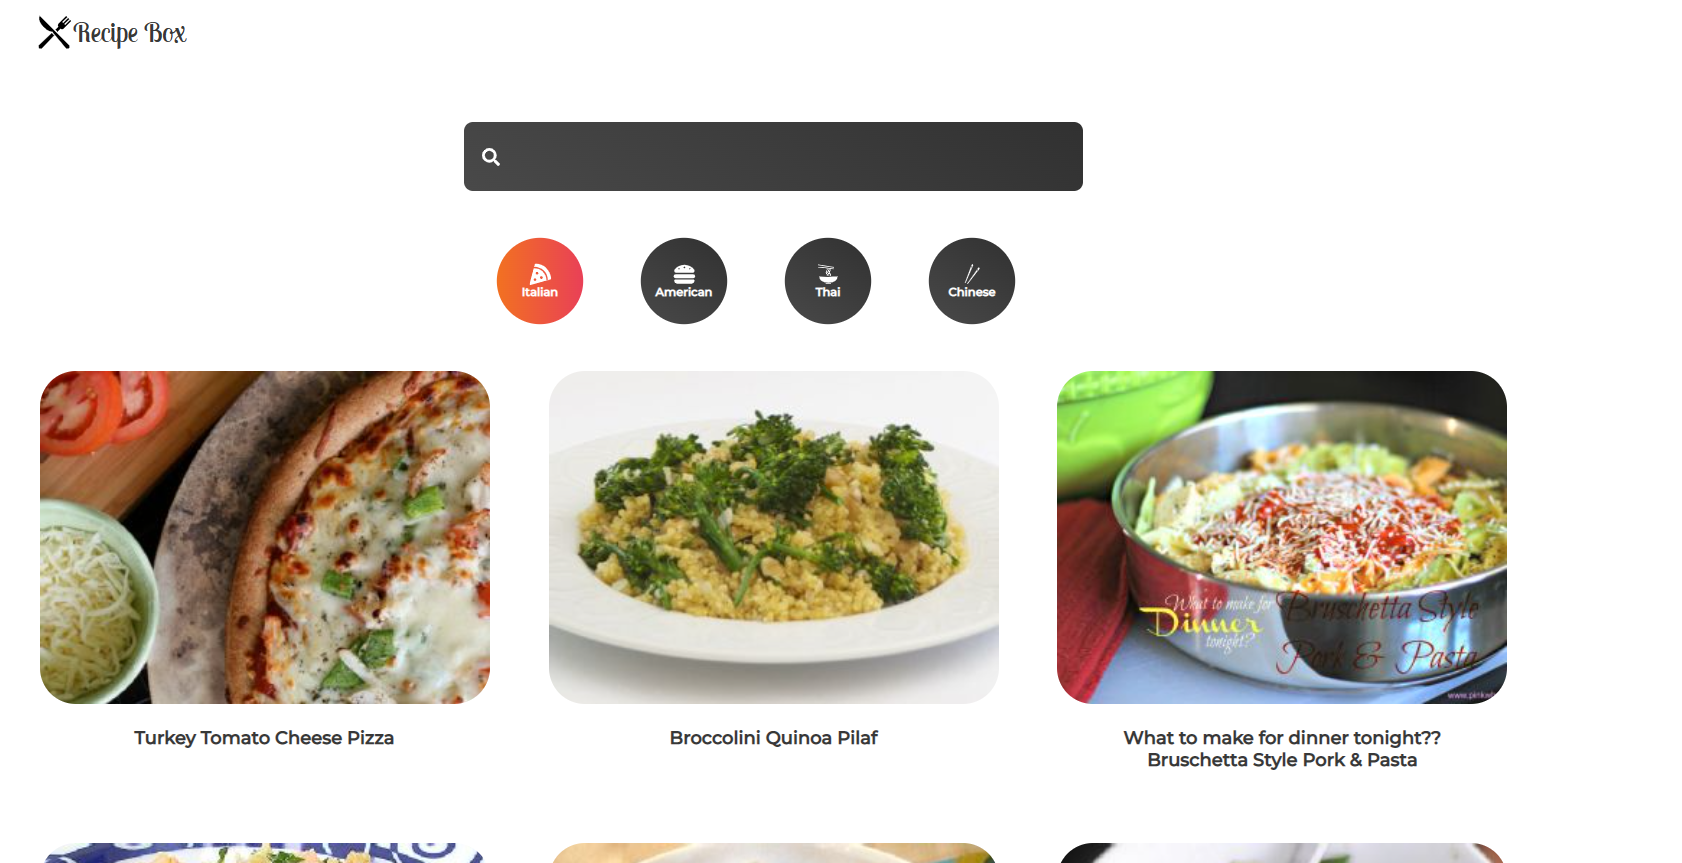 Recipe Box
Italian
American
Thai
Chinese
What to make for
Dinner
tonight?
Bruschetta Style
Pork & Pasta
Turkey Tomato Cheese Pizza
Broccolini Quinoa Pilaf
What to make for dinner tonight??
Bruschetta Style Pork & Pasta